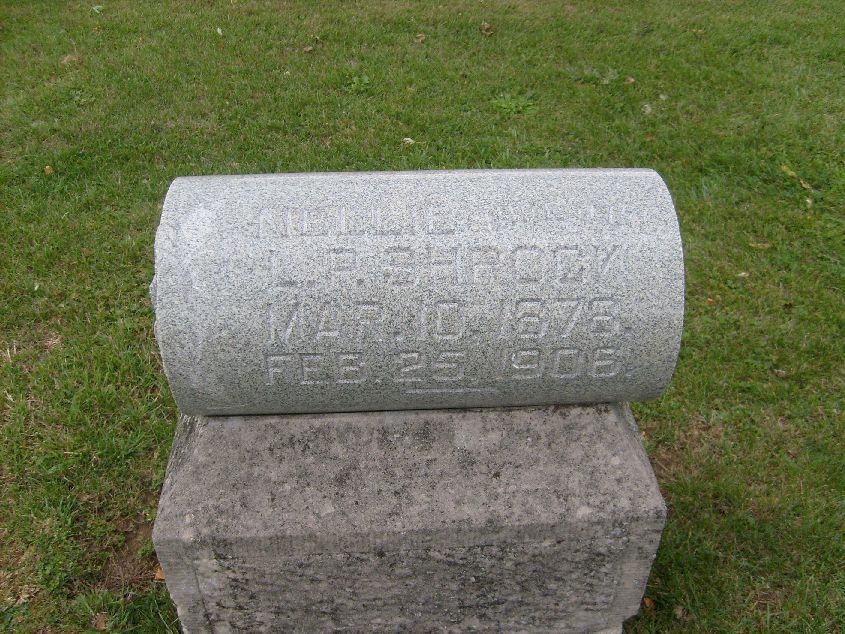 NELLIE
L.P. SHROCK
MAR. 10. 1878.
FEB. 25, 1906.